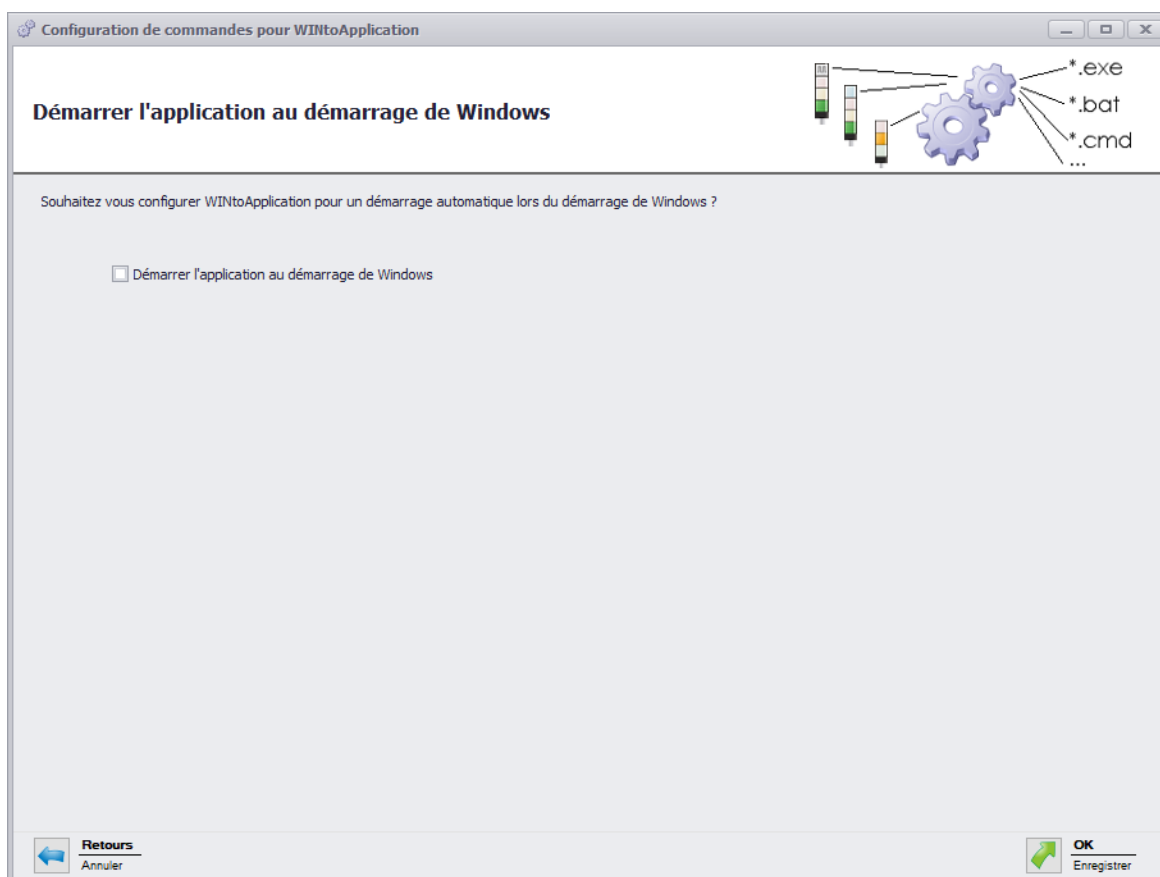 Configuration de commandes pour WINtoApplication
Démarrer l'application au démarrage de Windows
*.exe
*.bat
*.cmd
...
Souhaitez vous configurer WINtoApplication pour un démarrage automatique lors du démarrage de Windows ?
Démarrer l'application au démarrage de Windows
Retours
Annuler
OK
Enregistrer